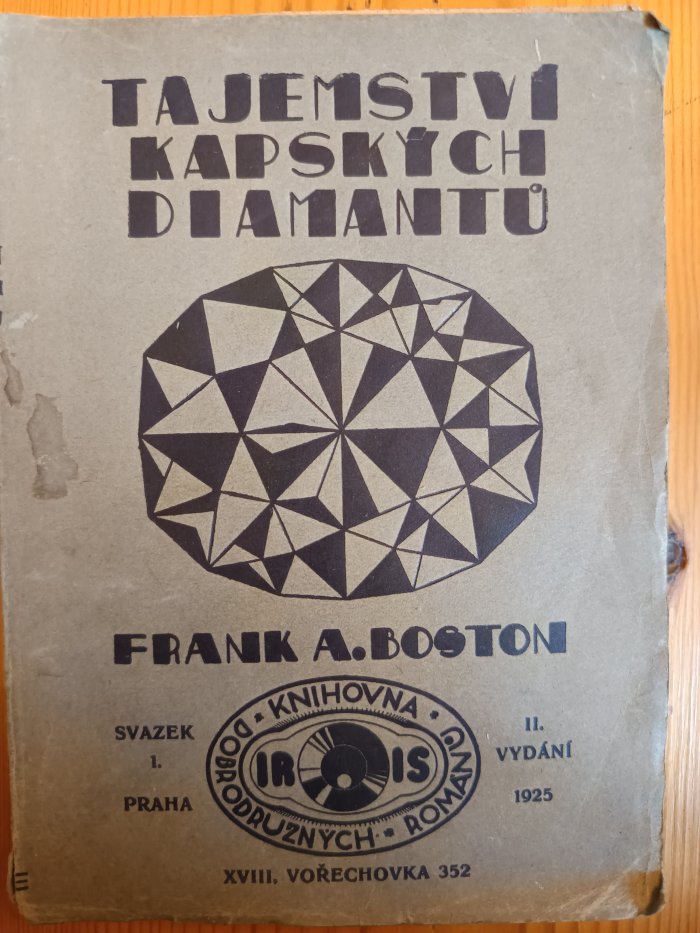 TAJEMSTVÍ
KAPSKÝCH
DIAMANTŮ
FRANK A. BOSTON
SVAZEK
1.
PRAHA
KNIHOVNA
DOBRODRUŽNÝCH
ROMÁNŮ
IRIS
II.
VYDÁNÍ
1925
XVIII, VOŘECHOVKA 352